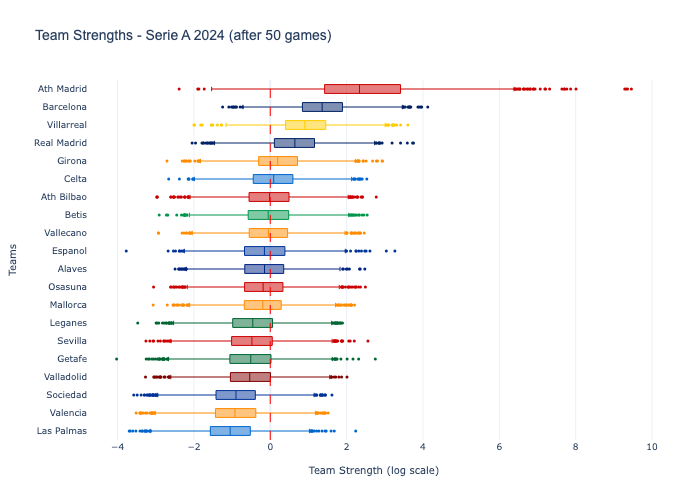 Team Strengths - Serie A 2024 (after 50 games)
Ath Madrid
Barcelona
Villarreal
Real Madrid
Girona
Celta
Ath Bilbao
Betis
Vallecano
Espanol
Alaves
Osasuna
Mallorca
Leganes
Sevilla
Getafe
Valladolid
Sociedad
Valencia
Las Palmas
Teams
−4 −2 0 2 4 6 8 10
Team Strength (log scale)